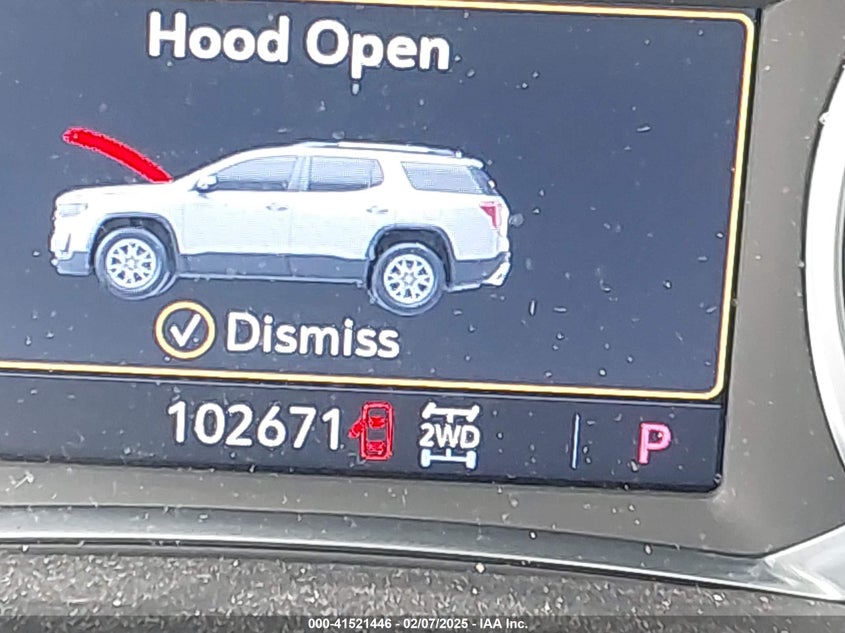 Hood Open
Dismiss
102671 2WD P
000-41521446 - 02/07/2025 - IAA Inc.